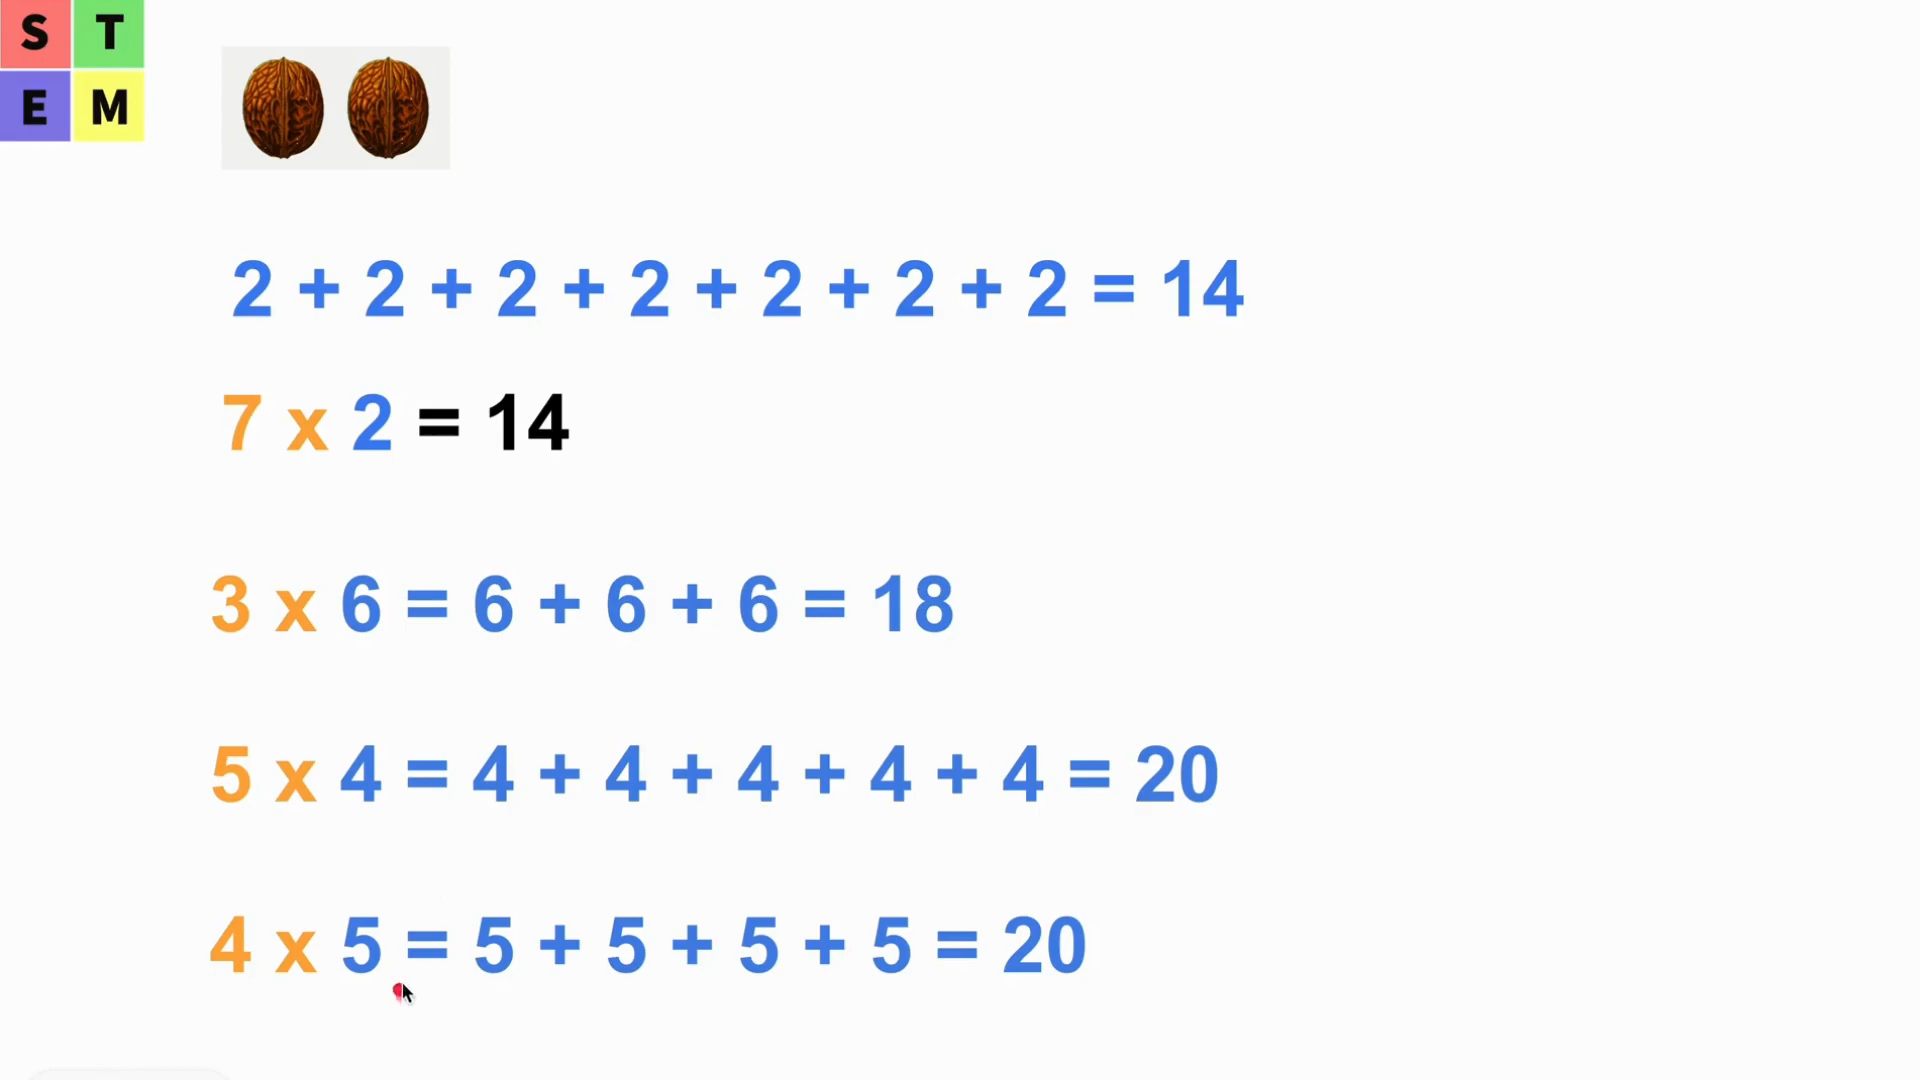 S T
E M
2 + 2 + 2 + 2 + 2 + 2 + 2 = 14
7 x 2 = 14
3 x 6 = 6 + 6 + 6 = 18
5 x 4 = 4 + 4 + 4 + 4 + 4 = 20
4 x 5 = 5 + 5 + 5 + 5 = 20